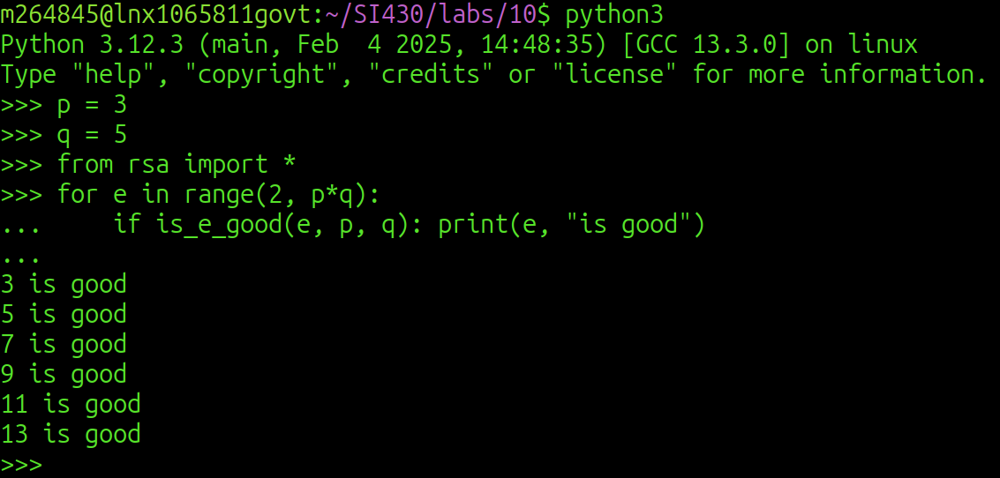 m264845@lnx1065811govt:~/SI430/labs/10$ python3
Python 3.12.3 (main, Feb  4 2025, 14:48:35) [GCC 13.3.0] on linux
Type "help", "copyright", "credits" or "license" for more information.
>>> p = 3
>>> q = 5
>>> from rsa import *
>>> for e in range(2, p*q):
...     if is_e_good(e, p, q): print(e, "is good")
...
3 is good
5 is good
7 is good
9 is good
11 is good
13 is good
>>>